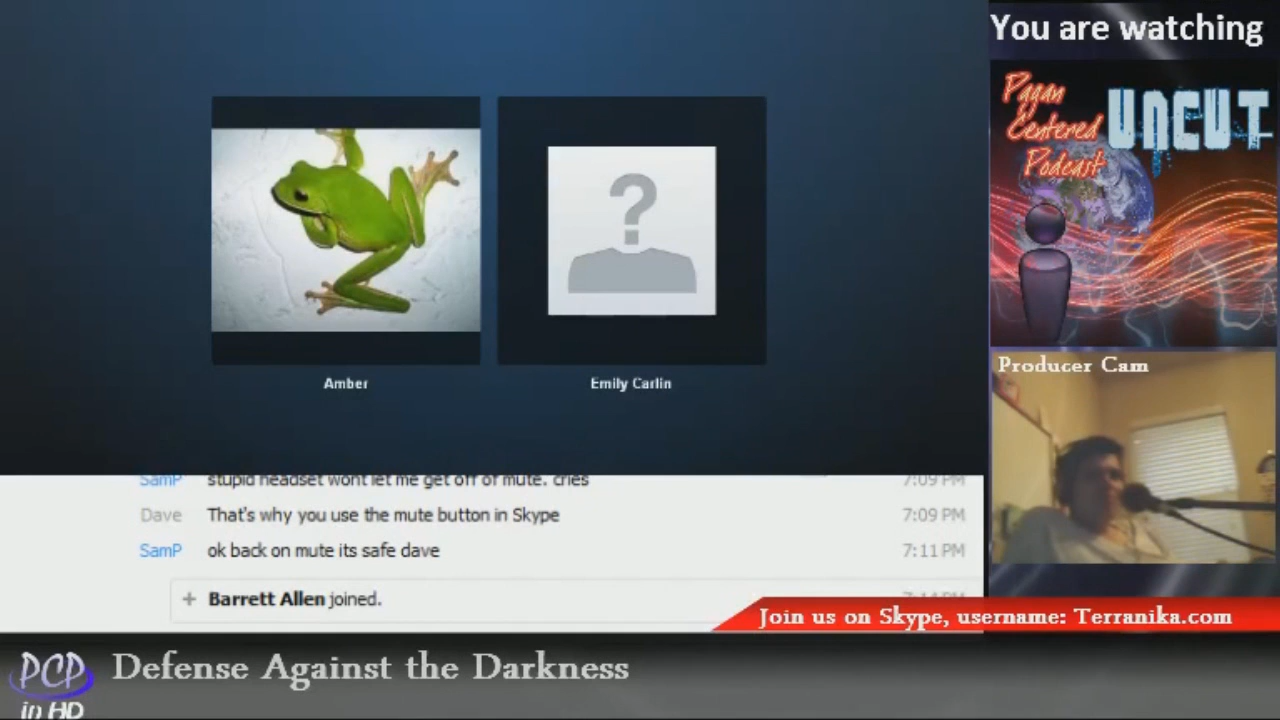 You are watching
Pagan
Centered
Podcast
UNCUT
Producer Cam
?
Amber
Emily Carlin
SamP stupid headset wont let me get off of mute. cries 7:09 PM
Dave That's why you use the mute button in Skype 7:09 PM
SamP ok back on mute its safe dave 7:11 PM
+ Barrett Allen joined. 7:14 PM
Join us on Skype, username: Terranika.com
PCP
in HD
Defense Against the Darkness